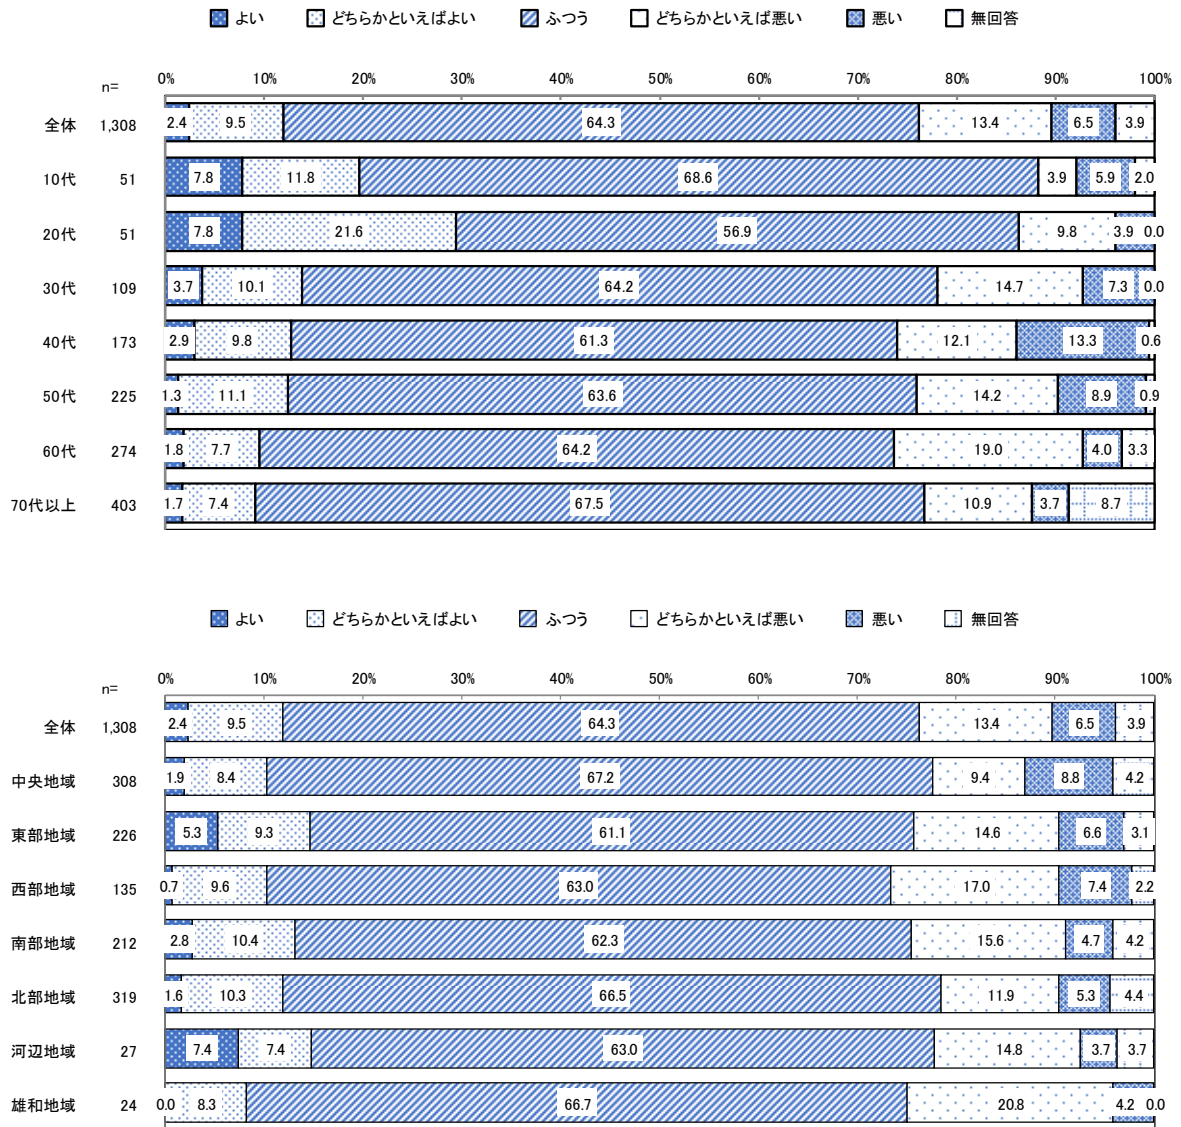 よい どちらかといえばよい ふつう どちらかといえば悪い 悪い 無回答
n= 0% 10% 20% 30% 40% 50% 60% 70% 80% 90% 100%
全体 1,308 2.4 9.5 64.3 13.4 6.5 3.9
10代 51 7.8 11.8 68.6 3.9 5.9 2.0
20代 51 7.8 21.6 56.9 9.8 3.9 0.0
30代 109 3.7 10.1 64.2 14.7 7.3 0.0
40代 173 2.9 9.8 61.3 12.1 13.3 0.6
50代 225 1.3 11.1 63.6 14.2 8.9 0.9
60代 274 1.8 7.7 64.2 19.0 4.0 3.3
70代以上 403 1.7 7.4 67.5 10.9 3.7 8.7
よい どちらかといえばよい ふつう どちらかといえば悪い 悪い 無回答
n= 0% 10% 20% 30% 40% 50% 60% 70% 80% 90% 100%
全体 1,308 2.4 9.5 64.3 13.4 6.5 3.9
中央地域 308 1.9 8.4 67.2 9.4 8.8 4.2
東部地域 226 5.3 9.3 61.1 14.6 6.6 3.1
西部地域 135 0.7 9.6 63.0 17.0 7.4 2.2
南部地域 212 2.8 10.4 62.3 15.6 4.7 4.2
北部地域 319 1.6 10.3 66.5 11.9 5.3 4.4
河辺地域 27 7.4 7.4 63.0 14.8 3.7 3.7
雄和地域 24 0.0 8.3 66.7 20.8 4.2 0.0